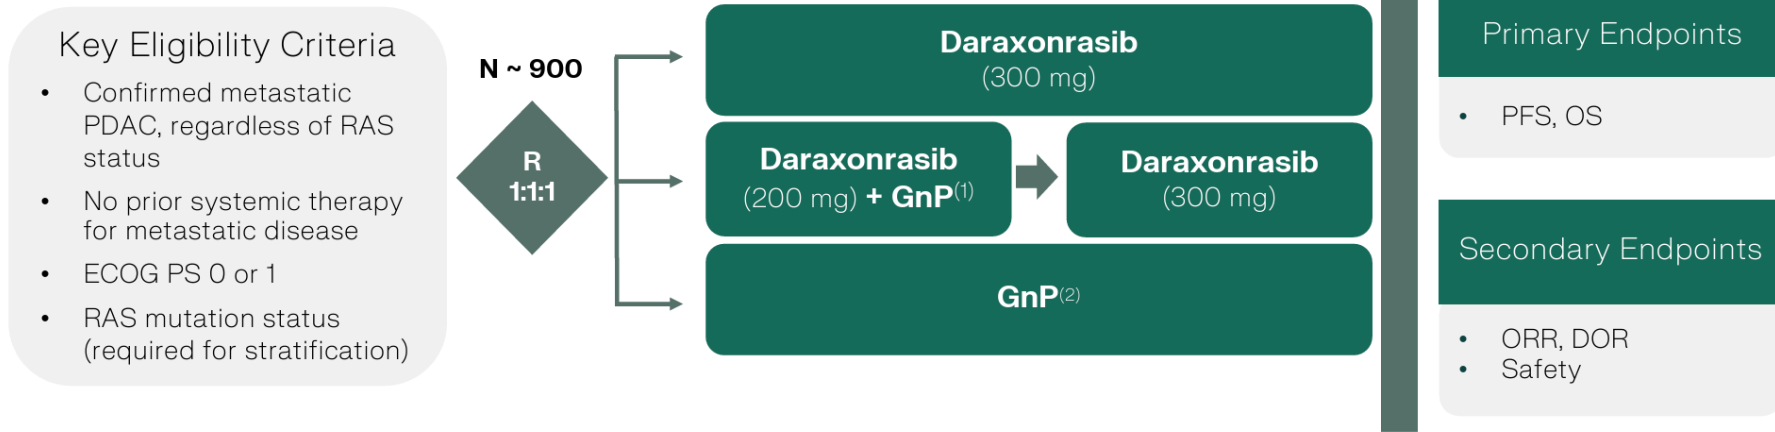 Key Eligibility Criteria
• Confirmed metastatic
PDAC, regardless of RAS
status
• No prior systemic therapy
for metastatic disease
• ECOG PS 0 or 1
• RAS mutation status
(required for stratification)
N ~ 900
R
1:1:1
Daraxonrasib
(300 mg)
Daraxonrasib
(200 mg) + GnP(1)
Daraxonrasib
(300 mg)
GnP(2)
Primary Endpoints
• PFS, OS
Secondary Endpoints
• ORR, DOR
• Safety